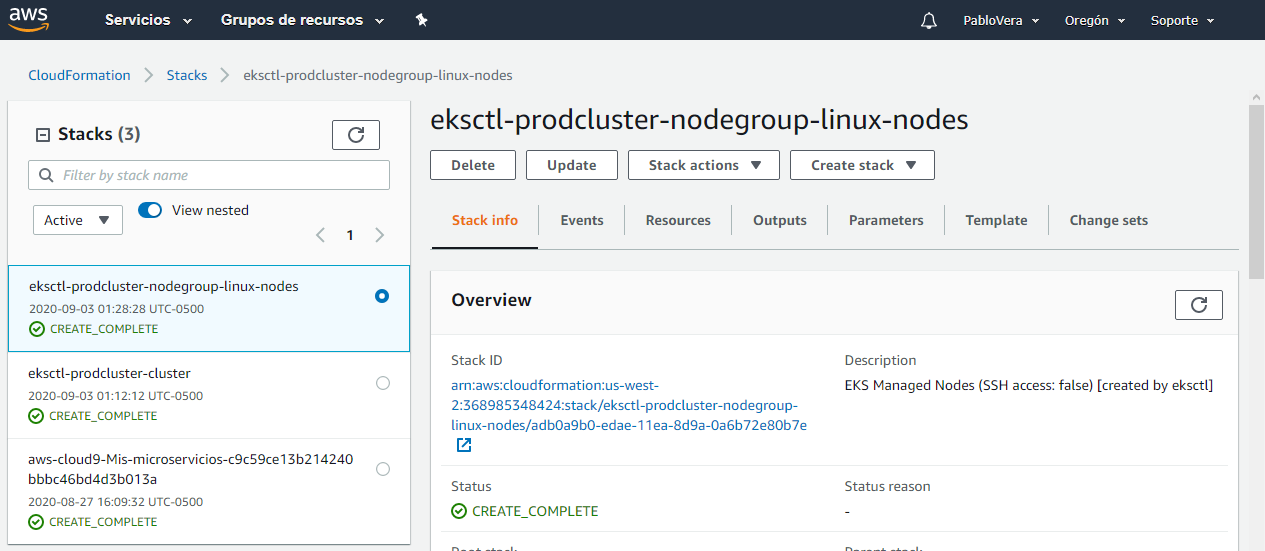 aws
Servicios
Grupos de recursos
PabloVera
Oregón
Soporte
CloudFormation
Stacks
eksctl-prodcluster-nodegroup-linux-nodes
Stacks (3)
Filter by stack name
Active
View nested
1
eksctl-prodcluster-nodegroup-linux-nodes
2020-09-03 01:28:28 UTC-0500
CREATE_COMPLETE
eksctl-prodcluster-cluster
2020-09-03 01:12:12 UTC-0500
CREATE_COMPLETE
aws-cloud9-Mis-microservicios-c9c59ce13b214240
bbbc46bd4d3b013a
2020-08-27 16:09:32 UTC-0500
CREATE_COMPLETE
eksctl-prodcluster-nodegroup-linux-nodes
Delete
Update
Stack actions
Create stack
Stack info
Events
Resources
Outputs
Parameters
Template
Change sets
Overview
Stack ID
arn:aws:cloudformation:us-west-
2:368985348424:stack/eksctl-prodcluster-nodegroup-
linux-nodes/adb0a9b0-edae-11ea-8d9a-0a6b72e80b7e
Description
EKS Managed Nodes (SSH access: false) [created by eksctl]
Status
CREATE_COMPLETE
Status reason
-
Root stack
Parent stack